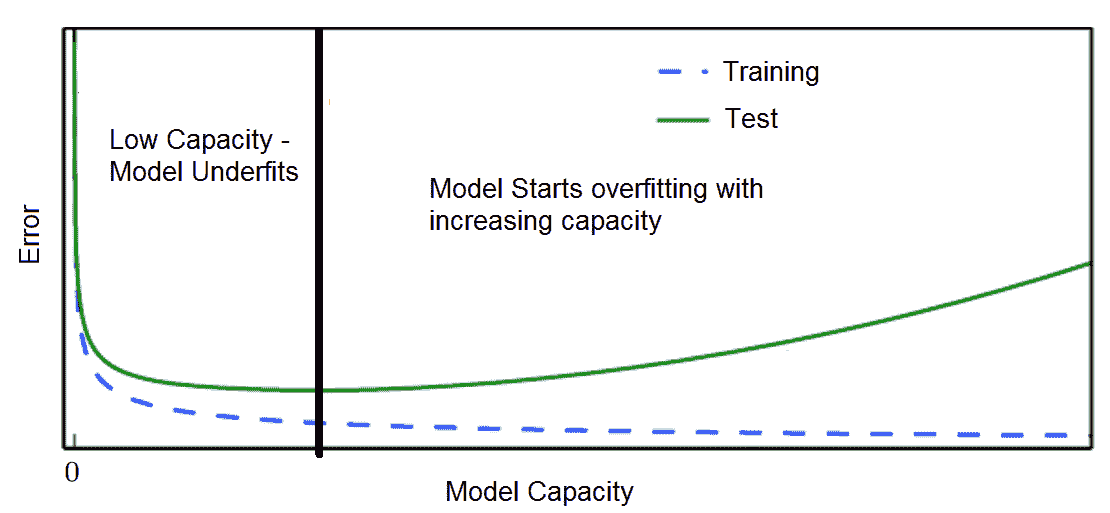 Training
Test
Low Capacity -
Model Underfits
Model Starts overfitting with
increasing capacity
Error
0
Model Capacity